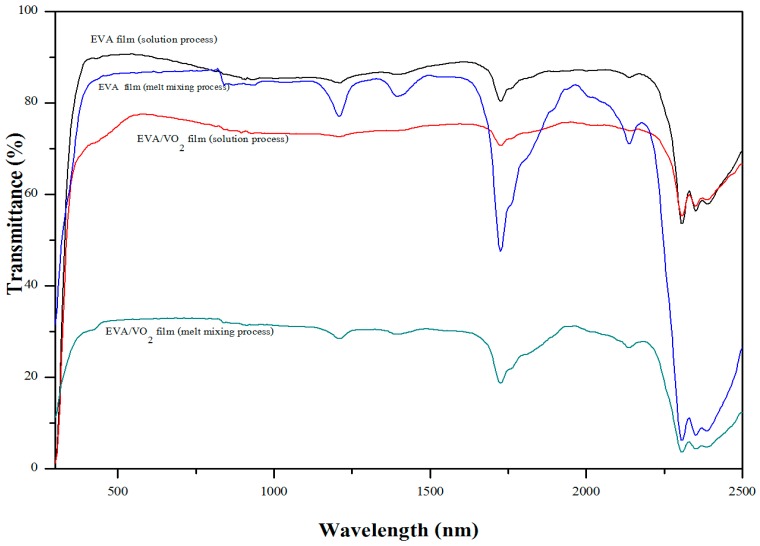 100
80
60
40
20
0
Transmittance (%)
EVA film (solution process)
EVA film (melt mixing process)
EVA/VO2 film (solution process)
EVA/VO2 film (melt mixing process)
500
1000
1500
2000
2500
Wavelength (nm)